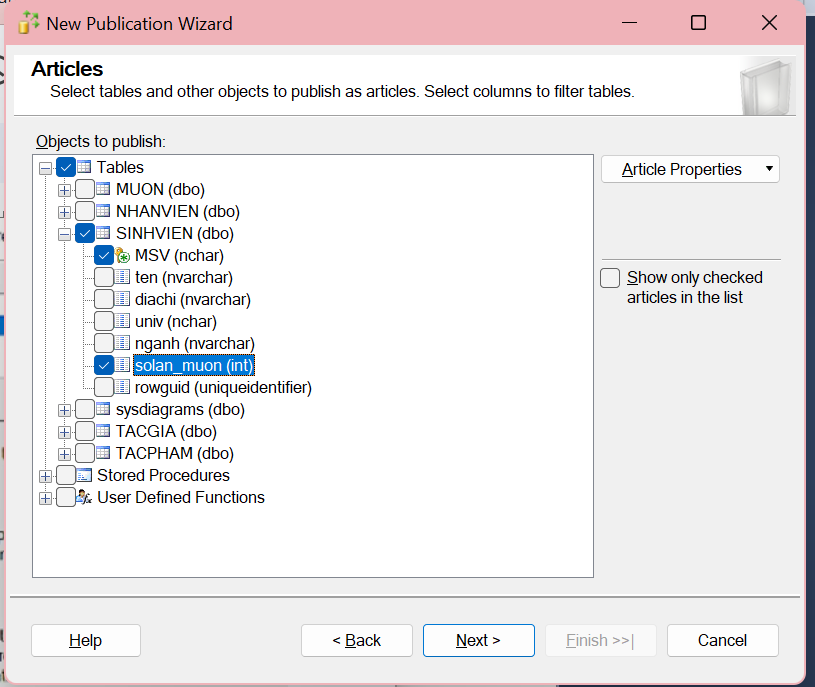 New Publication Wizard
Articles
Select tables and other objects to publish as articles. Select columns to filter tables.
Objects to publish:
Tables
MUON (dbo)
NHANVIEN (dbo)
SINHVIEN (dbo)
MSV (nchar)
ten (nvarchar)
diachi (nvarchar)
univ (nchar)
nganh (nvarchar)
solan_muon (int)
rowguid (uniqueidentifier)
sysdiagrams (dbo)
TACGIA (dbo)
TACPHAM (dbo)
Stored Procedures
User Defined Functions
Article Properties
Show only checked
articles in the list
Help
< Back
Next >
Finish >>|
Cancel